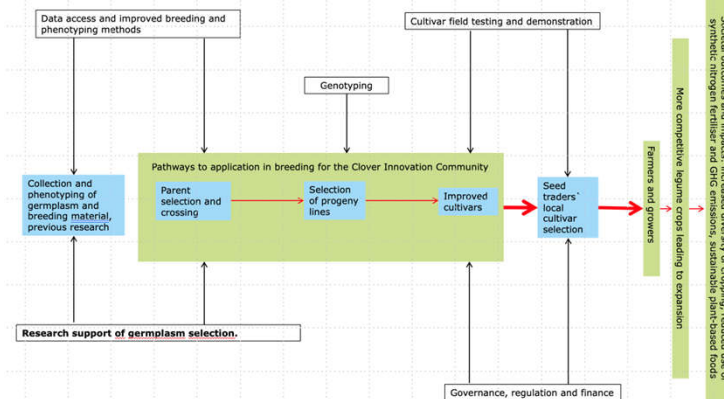 Data access and improved breeding and
phenotyping methods
Cultivar field testing and demonstration
Genotyping
Pathways to application in breeding for the Clover Innovation Community
Collection and
phenotyping of
germplasm and
breeding material,
previous research
Parent
selection and
crossing
Selection
of progeny
lines
Improved
cultivars
Seed
traders`
local
cultivar
selection
Farmers and growers
More competitive legume crops leading to expansion
synthetic nitrogen fertiliser and GHG emissions, sustainable plant-based foods
Research support of germplasm selection.
Governance, regulation and finance